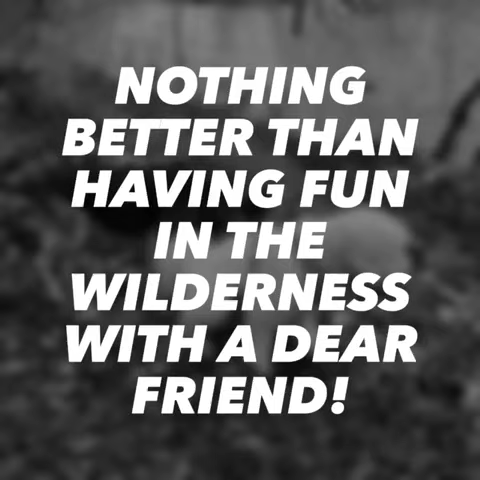 NOTHING
BETTER THAN
HAVING FUN
IN THE
WILDERNESS
WITH A DEAR
FRIEND!